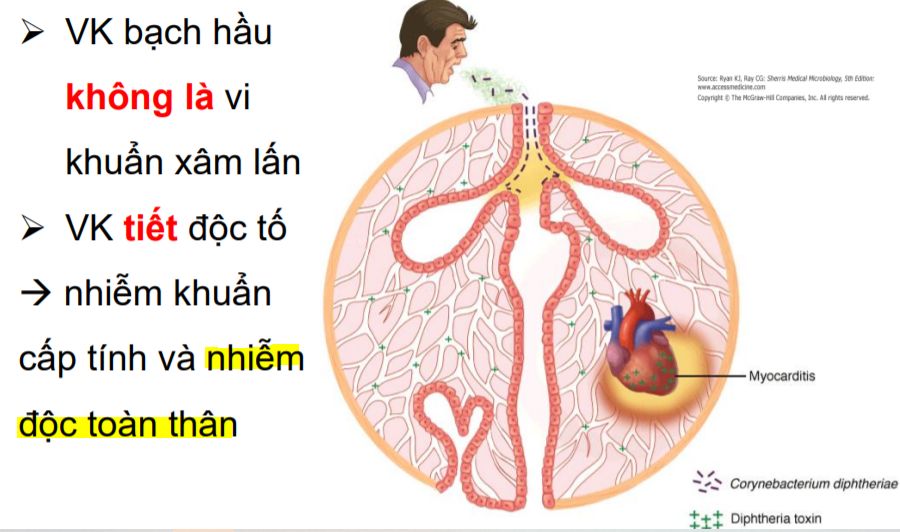 ➢ VK bạch hầu
không là vi
khuẩn xâm lấn
➢ VK tiết độc tố
→ nhiễm khuẩn
cấp tính và nhiễm
độc toàn thân
Source: Ryan KJ, Ray CG: Sherris Medical Microbiology, 5th Edition:
www.accessmedicine.com
Copyright © The McGraw-Hill Companies, Inc. All rights reserved.
Myocarditis
Corynebacterium diphtheriae
Diphtheria toxin